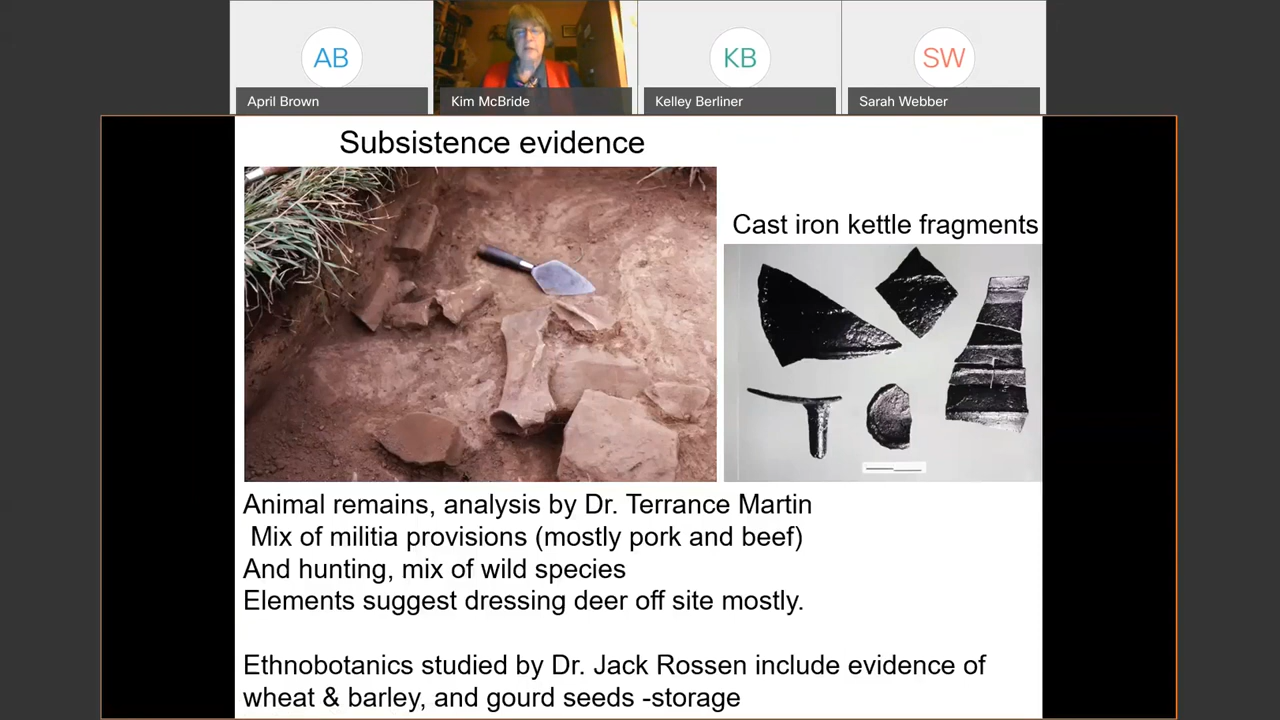 AB
April Brown
Kim McBride
KB
Kelley Berliner
SW
Sarah Webber
Subsistence evidence
Cast iron kettle fragments
Animal remains, analysis by Dr. Terrance Martin
Mix of militia provisions (mostly pork and beef)
And hunting, mix of wild species
Elements suggest dressing deer off site mostly.
Ethnobotanics studied by Dr. Jack Rossen include evidence of
wheat & barley, and gourd seeds -storage